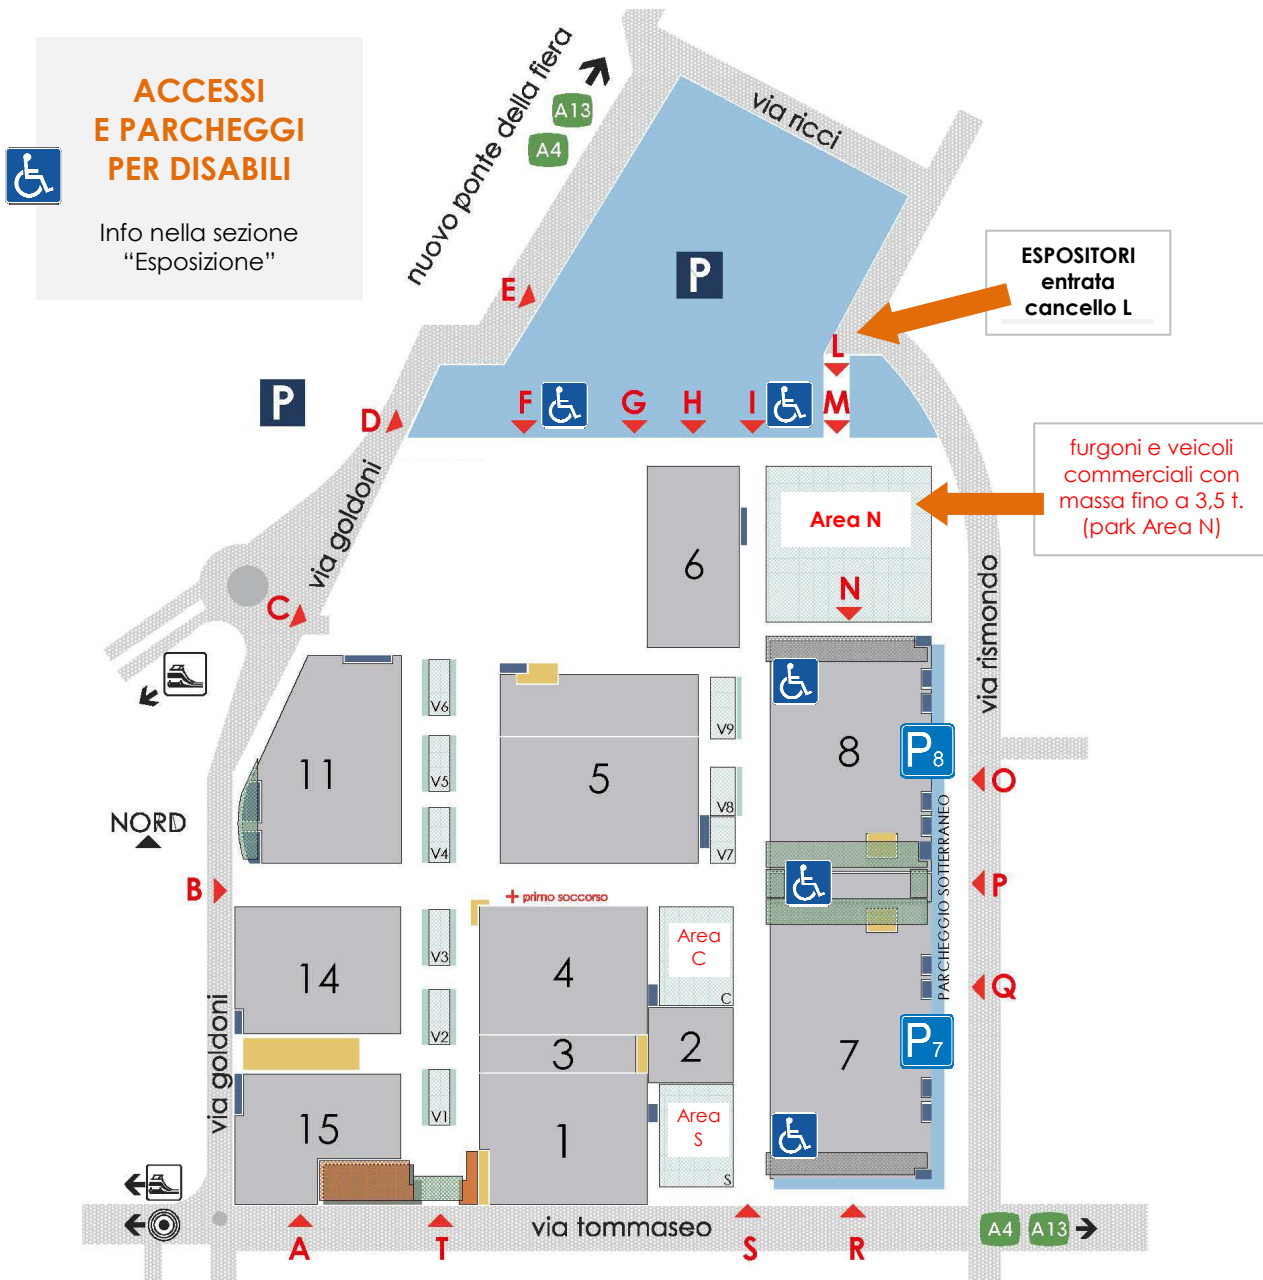 ACCESSI
E PARCHEGGI
PER DISABILI
Info nella sezione
“Esposizione”
nuovo ponte della fiera
A13
A4
via ricci
P
ESPOSITORI
entrata
cancello L
E
L
P
D
F
G
H
I
M
furgoni e veicoli
commerciali con
massa fino a 3,5 t.
(park Area N)
via goldoni
Area N
6
N
C
via rismondo
V6
V9
11
V5
5
V8
8
P8
O
NORD
V4
V7
PARCHEGGIO SOTTERRANEO
B
primo soccorso
P
14
V3
4
Area
C
C
Q
via goldoni
V2
3
2
7
P7
15
V1
1
Area
S
S
via tommaseo
A
T
S
R
A4
A13